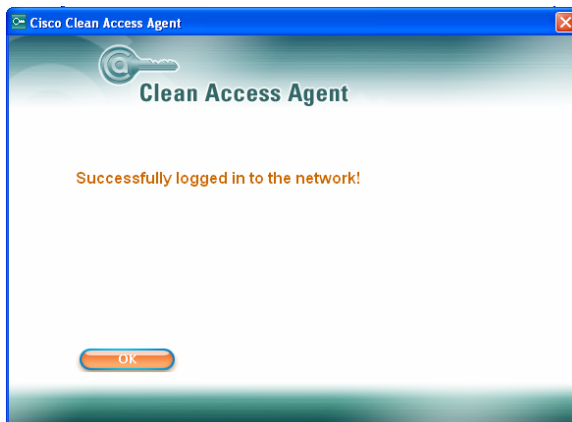 Cisco Clean Access Agent
Clean Access Agent
Successfully logged in to the network!
OK